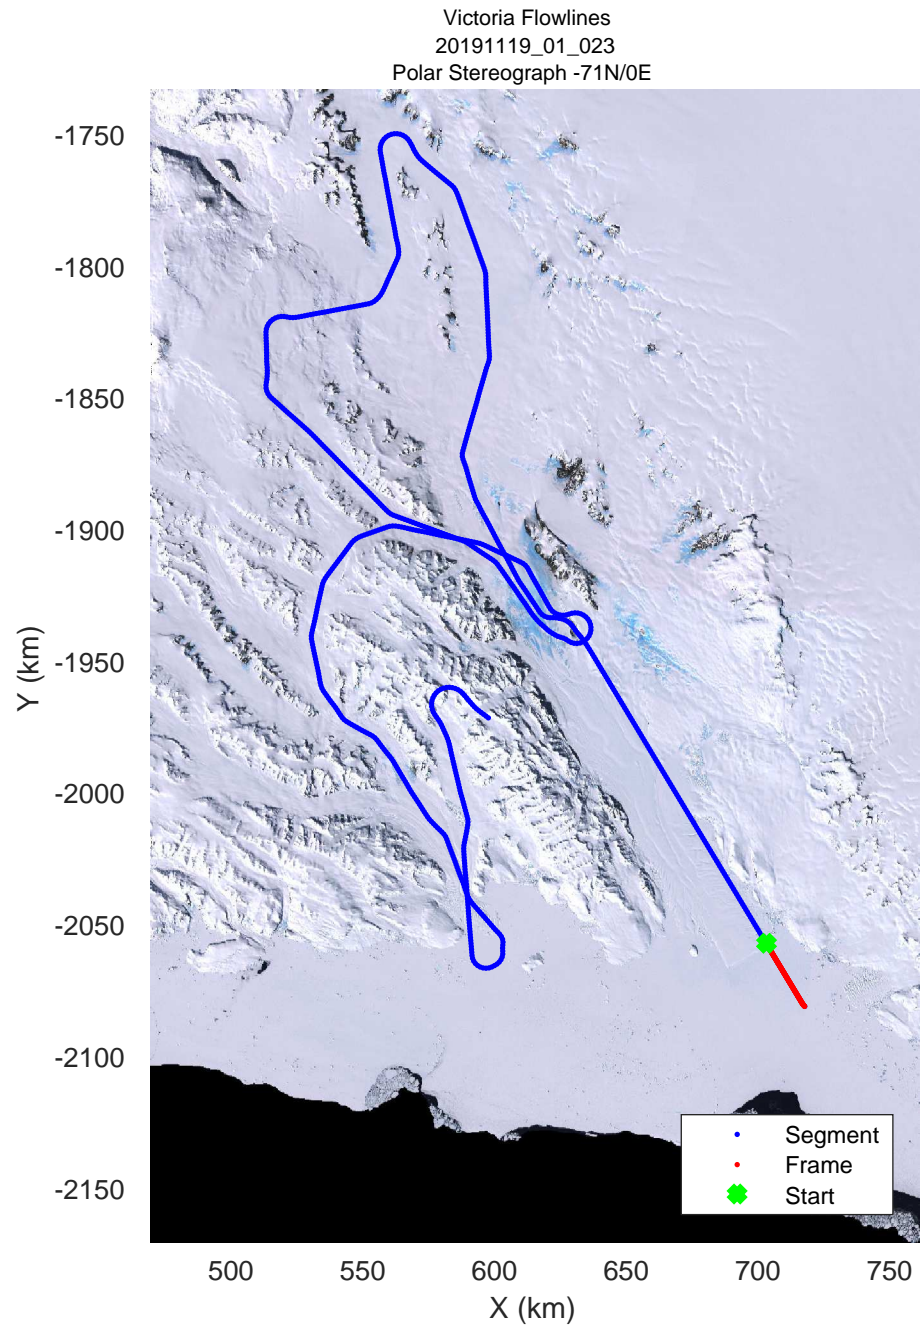 Victoria Flowlines
20191119_01_023
Polar Stereograph -71N/0E
-1750
-1800
-1850
-1900
-1950
-2000
-2050
-2100
-2150
Y (km)
Segment
Frame
Start
500
550
600
650
700
750
X (km)